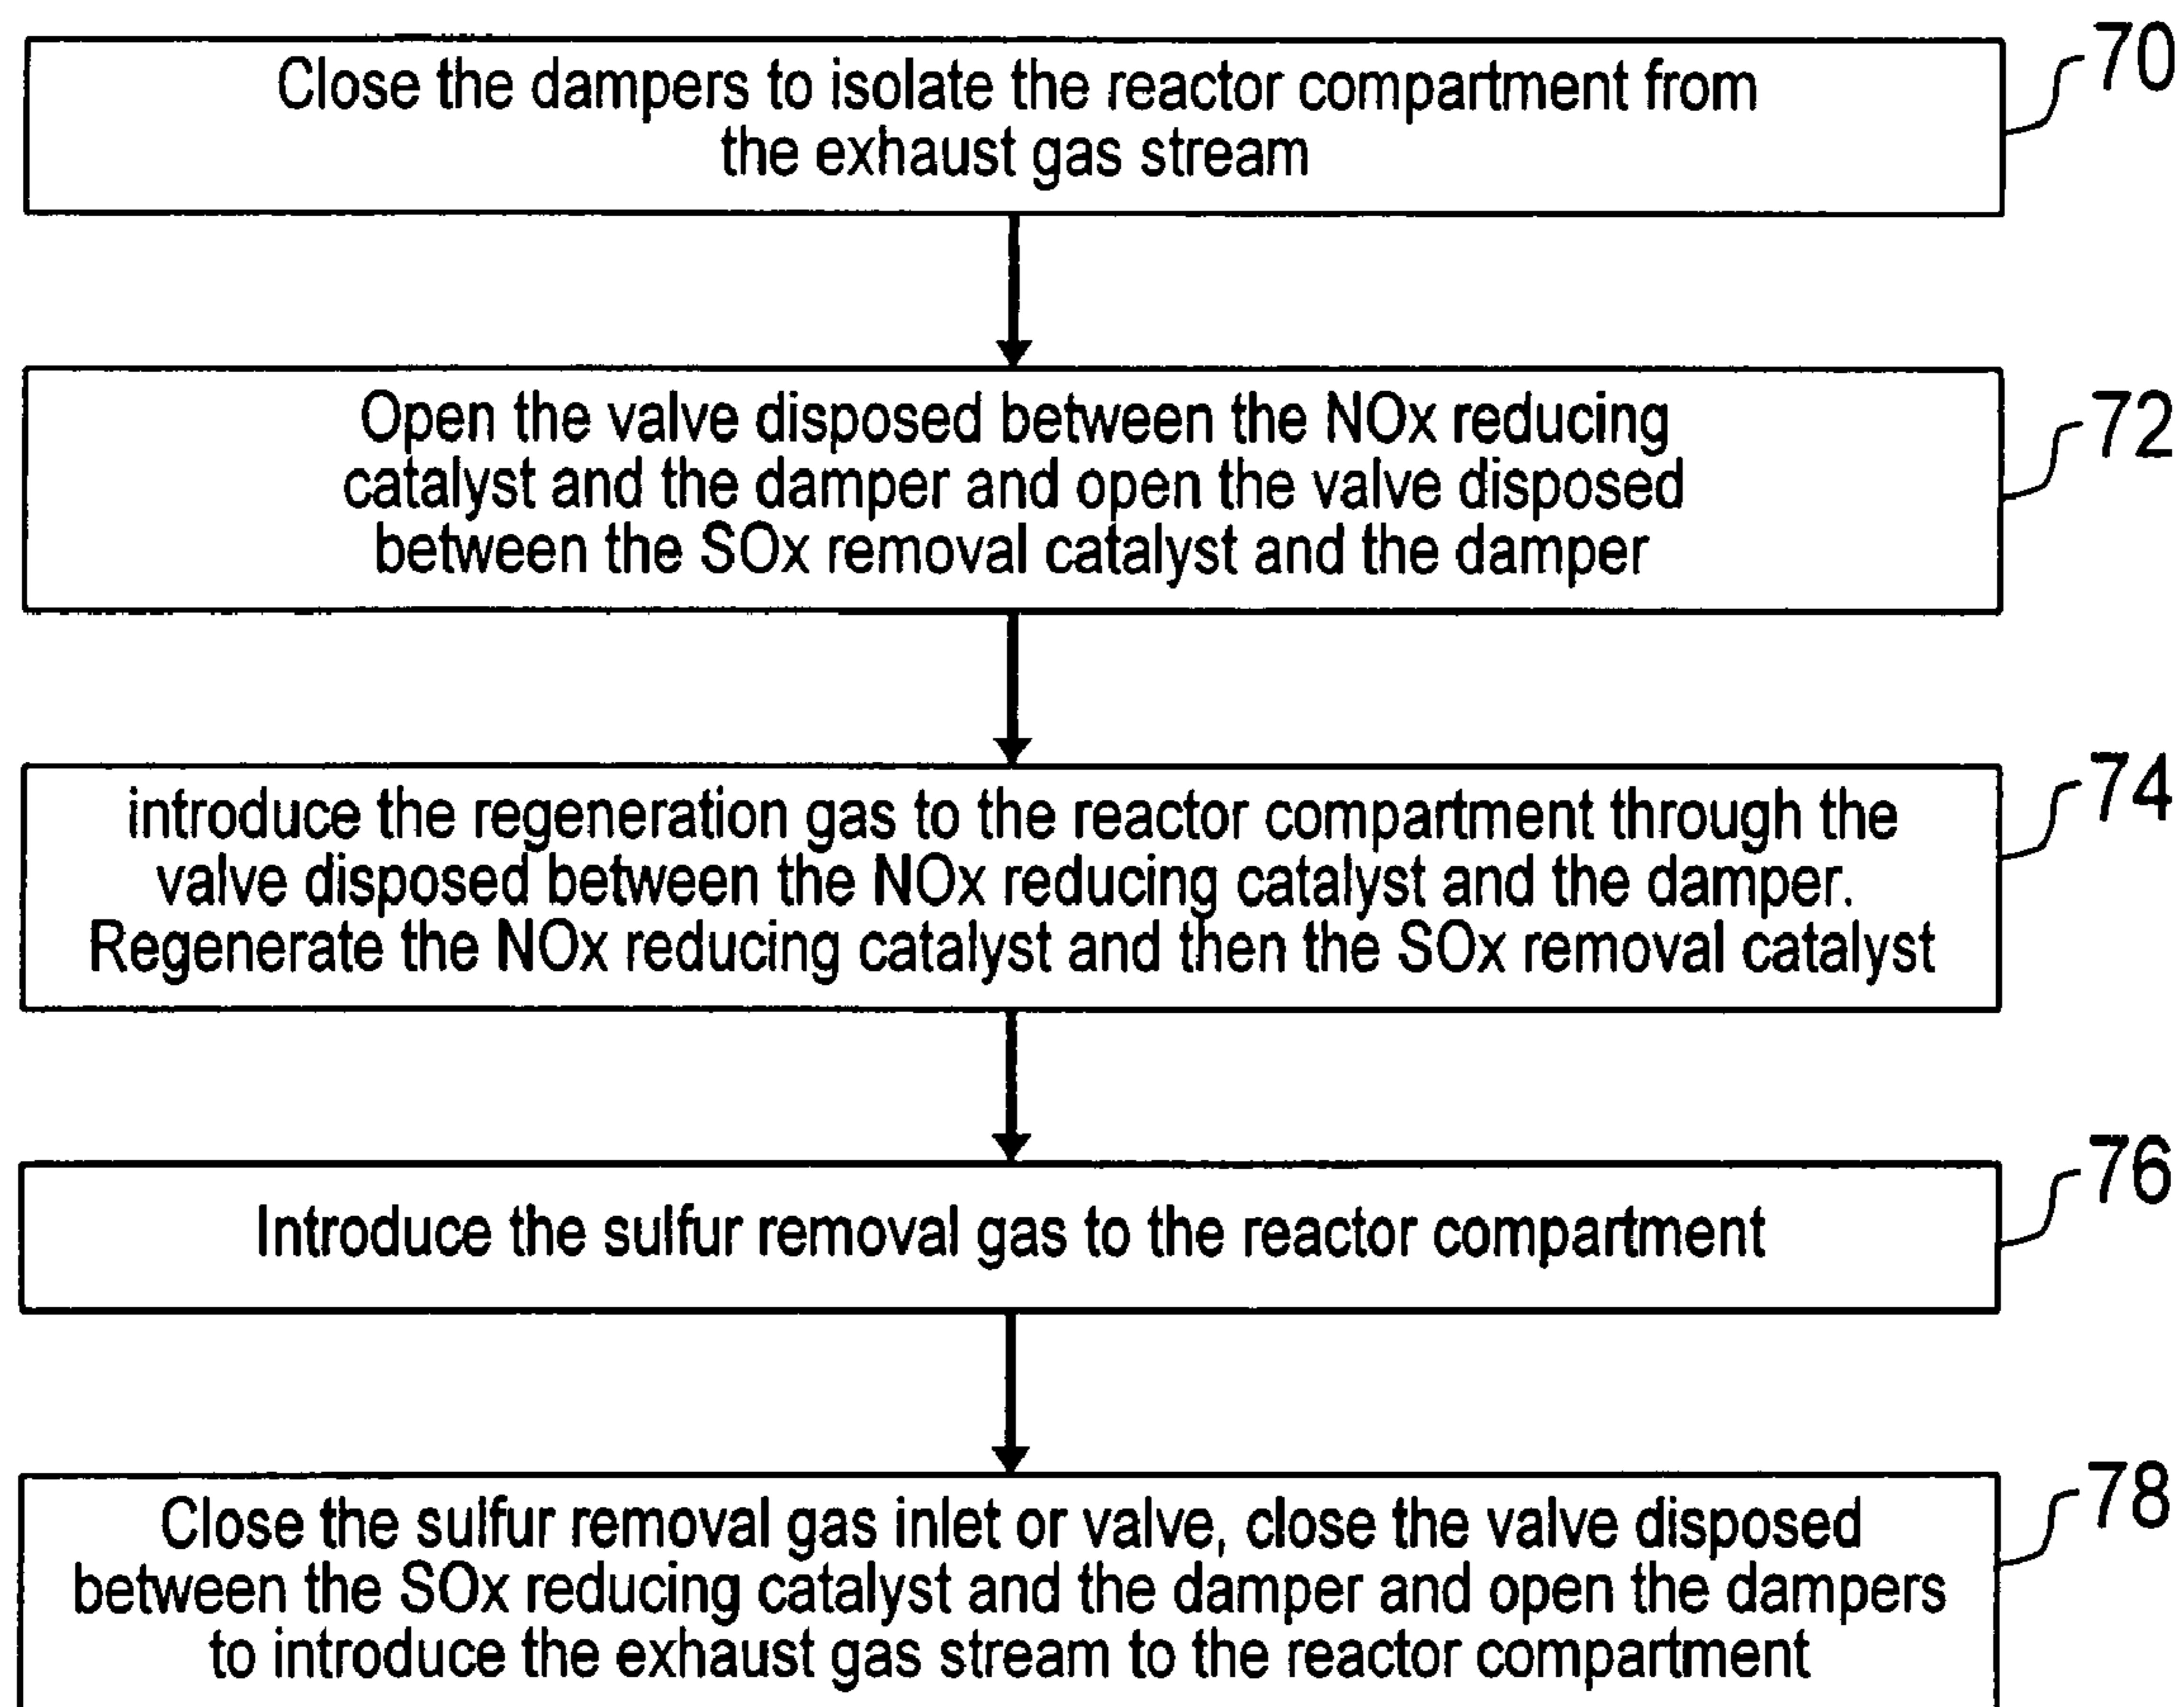 Close the dampers to isolate the reactor compartment from
the exhaust gas stream
70
Open the valve disposed between the NOx reducing
catalyst and the damper and open the valve disposed
between the SOx removal catalyst and the damper
72
introduce the regeneration gas to the reactor compartment through the
valve disposed between the NOx reducing catalyst and the damper.
Regenerate the NOx reducing catalyst and then the SOx removal catalyst
74
Introduce the sulfur removal gas to the reactor compartment
76
Close the sulfur removal gas inlet or valve, close the valve disposed
between the SOx reducing catalyst and the damper and open the dampers
to introduce the exhaust gas stream to the reactor compartment
78